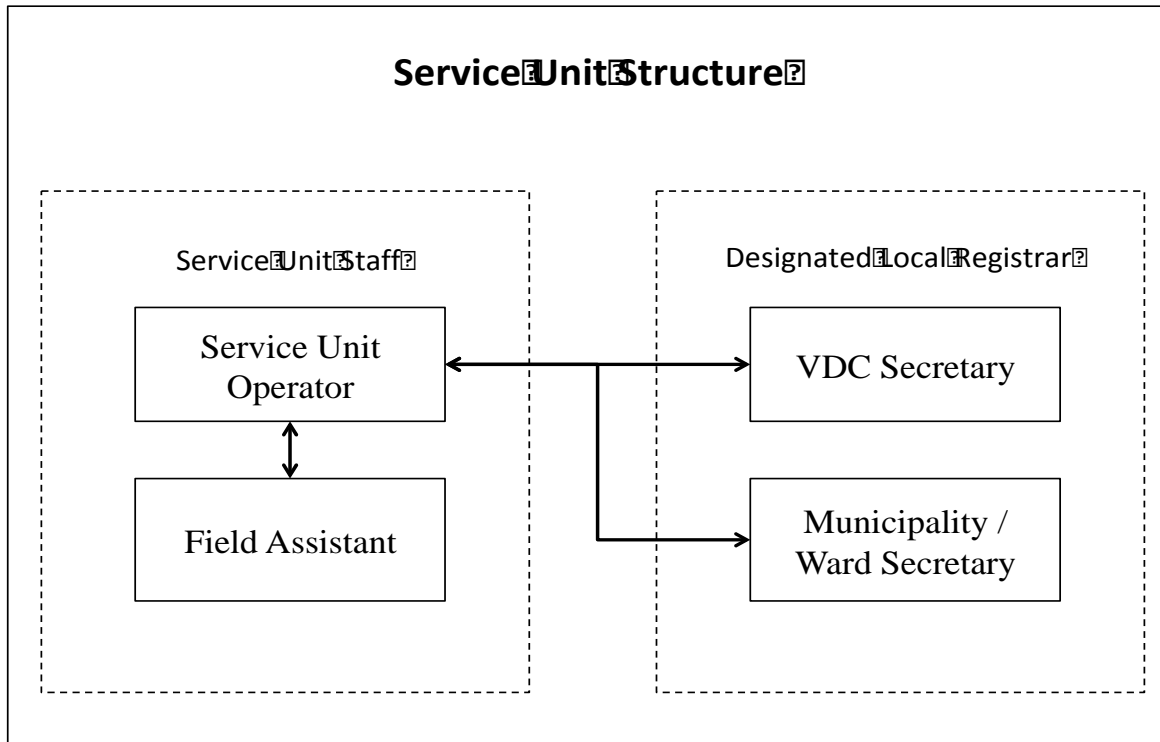 Service Unit Structure
Service Unit Staff
Service Unit
Operator
Field Assistant
Designated Local Registrar
VDC Secretary
Municipality /
Ward Secretary